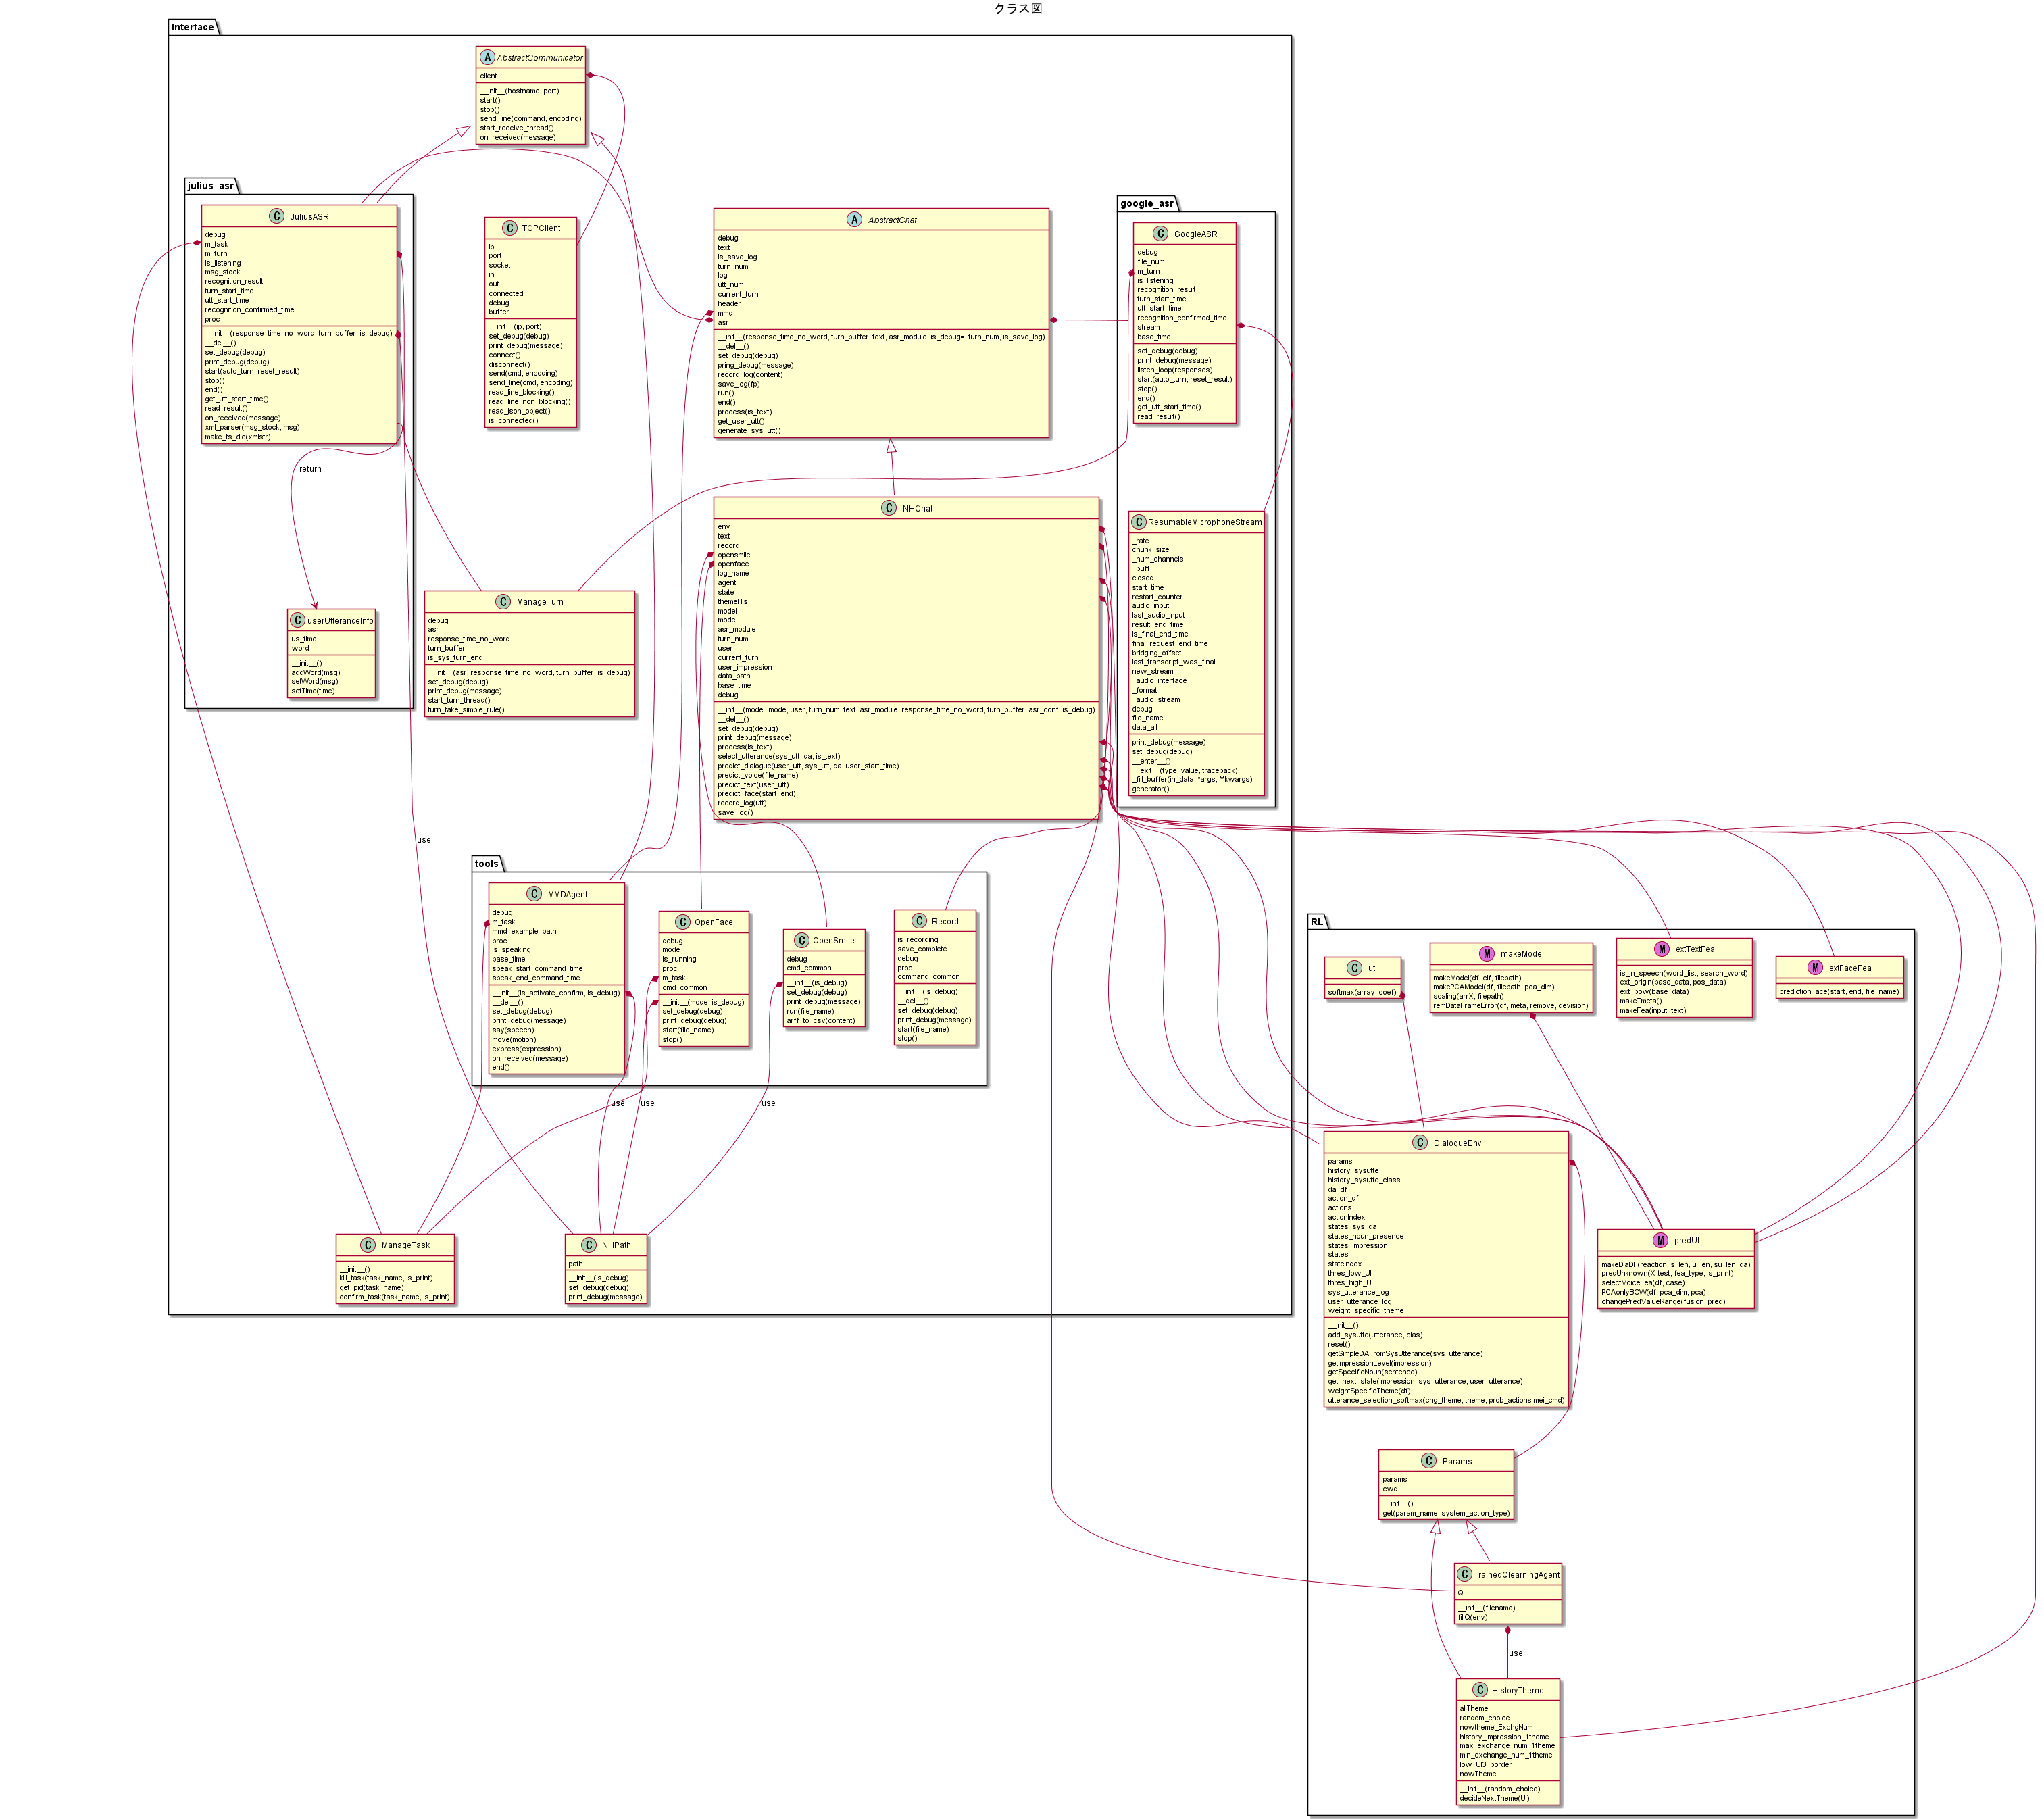 クラス図
Interface
AbstractCommunicator
client
__init__(hostname, port)
start()
stop()
send_line(command, encoding)
start_receive_thread()
on_received(message)
julius_asr
JuliusASR
debug
m_task
m_turn
is_listening
msg_stock
recognition_result
turn_start_time
utt_start_time
recognition_confirmed_time
proc
__init__(response_time_no_word, turn_buffer, is_debug)
__del__()
set_debug(debug)
print_debug(debug)
start(auto_turn, reset_result)
stop()
end()
get_utt_start_time()
read_result()
on_received(message)
xml_parser(msg_stock, msg)
make_ts_dic(xmlstr)
return
userUtteranceInfo
us_time
word
__init__()
addWord(msg)
setWord(msg)
setTime(time)
TCPClient
ip
port
socket
in_
out
connected
debug
buffer
__init__(ip, port)
set_debug(debug)
print_debug(message)
connect()
disconnect()
send(cmd, encoding)
send_line(cmd, encoding)
read_line_blocking()
read_line_non_blocking()
read_json_object()
is_connected()
AbstractChat
debug
text
is_save_log
turn_num
log
utt_num
current_turn
header
mmd
asr
__init__(response_time_no_word, turn_buffer, text, asr_module, is_debug=, turn_num, is_save_log)
__del__()
set_debug(debug)
pring_debug(message)
record_log(content)
save_log(fp)
run()
end()
process(is_text)
get_user_utt()
generate_sys_utt()
google_asr
GoogleASR
debug
file_num
m_turn
is_listening
recognition_result
turn_start_time
utt_start_time
recognition_confirmed_time
stream
base_time
set_debug(debug)
print_debug(message)
listen_loop(responses)
start(auto_turn, reset_result)
stop()
end()
get_utt_start_time()
read_result()
ResumableMicrophoneStream
_rate
chunk_size
_num_channels
_buff
closed
start_time
restart_counter
audio_input
last_audio_input
result_end_time
is_final_end_time
final_request_end_time
bridging_offset
last_transcript_was_final
new_stream
_audio_interface
_format
_audio_stream
debug
file_name
data_all
print_debug(message)
set_debug(debug)
__enter__()
__exit__(type, value, traceback)
_fill_buffer(in_data, *args, **kwargs)
generator()
NHChat
env
text
record
opensmile
openface
log_name
agent
state
themeHis
model
mode
asr_module
turn_num
user
current_turn
user_impression
data_path
base_time
debug
__init__(model, mode, user, turn_num, text, asr_module, response_time_no_word, turn_buffer, asr_conf, is_debug)
__del__()
set_debug(debug)
print_debug(message)
process(is_text)
select_utterance(sys_utt, da, is_text)
predict_dialogue(user_utt, sys_utt, da, user_start_time)
predict_voice(file_name)
predict_text(user_utt)
predict_face(start, end)
record_log(utt)
save_log()
ManageTurn
debug
asr
response_time_no_word
turn_buffer
is_sys_turn_end
__init__(asr, response_time_no_word, turn_buffer, is_debug)
set_debug(debug)
print_debug(message)
start_turn_thread()
turn_take_simple_rule()
use
tools
MMDAgent
debug
m_task
mmd_example_path
proc
is_speaking
base_time
speak_start_command_time
speak_end_command_time
__init__(is_activate_confirm, is_debug)
__del__()
set_debug(debug)
print_debug(message)
say(speech)
move(motion)
express(expression)
on_received(message)
end()
OpenFace
debug
mode
is_running
proc
m_task
cmd_common
__init__(mode, is_debug)
set_debug(debug)
print_debug(debug)
start(file_name)
stop()
OpenSmile
debug
cmd_common
__init__(is_debug)
set_debug(debug)
print_debug(message)
run(file_name)
arff_to_csv(content)
Record
is_recording
save_complete
debug
proc
command_common
__init__(is_debug)
__del__()
set_debug(debug)
print_debug(message)
start(file_name)
stop()
use
use
use
ManageTask
__init__()
kill_task(task_name, is_print)
get_pid(task_name)
confirm_task(task_name, is_print)
NHPath
path
__init__(is_debug)
set_debug(debug)
print_debug(message)
RL
util
softmax(array, coef)
makeModel
makeModel(df, clf, filepath)
makePCAModel(df, filepath, pca_dim)
scaling(arrX, filepath)
remDataFrameError(df, meta, remove, devision)
extTextFea
is_in_speech(word_list, search_word)
ext_origin(base_data, pos_data)
ext_bow(base_data)
makeTmeta()
makeFea(input_text)
extFaceFea
predictionFace(start, end, file_name)
DialogueEnv
params
history_sysutte
history_sysutte_class
da_df
action_df
actions
actionIndex
states_sys_da
states_noun_presence
states_impression
states
stateIndex
thres_low_UI
thres_high_UI
sys_utterance_log
user_utterance_log
weight_specific_theme
__init__()
add_sysutte(utterance, clas)
reset()
getSimpleDAFromSysUtterance(sys_utterance)
getImpressionLevel(impression)
getSpecificNoun(sentence)
get_next_state(impression, sys_utterance, user_utterance)
weightSpecificTheme(df)
utterance_selection_softmax(chg_theme, theme, prob_actions mei_cmd)
predUI
makeDiaDF(reaction, s_len, u_len, su_len, da)
predUnknown(X-test, fea_type, is_print)
selectVoiceFea(df, case)
PCAonlyBOW(df, pca_dim, pca)
changePredValueRange(fusion_pred)
Params
params
cwd
__init__()
get(param_name, system_action_type)
TrainedQlearningAgent
Q
__init__(filename)
fillQ(env)
use
HistoryTheme
allTheme
random_choice
nowtheme_ExchgNum
history_impression_1theme
max_exchange_num_1theme
min_exchange_num_1theme
low_UI3_border
nowTheme
__init__(random_choice)
decideNextTheme(UI)